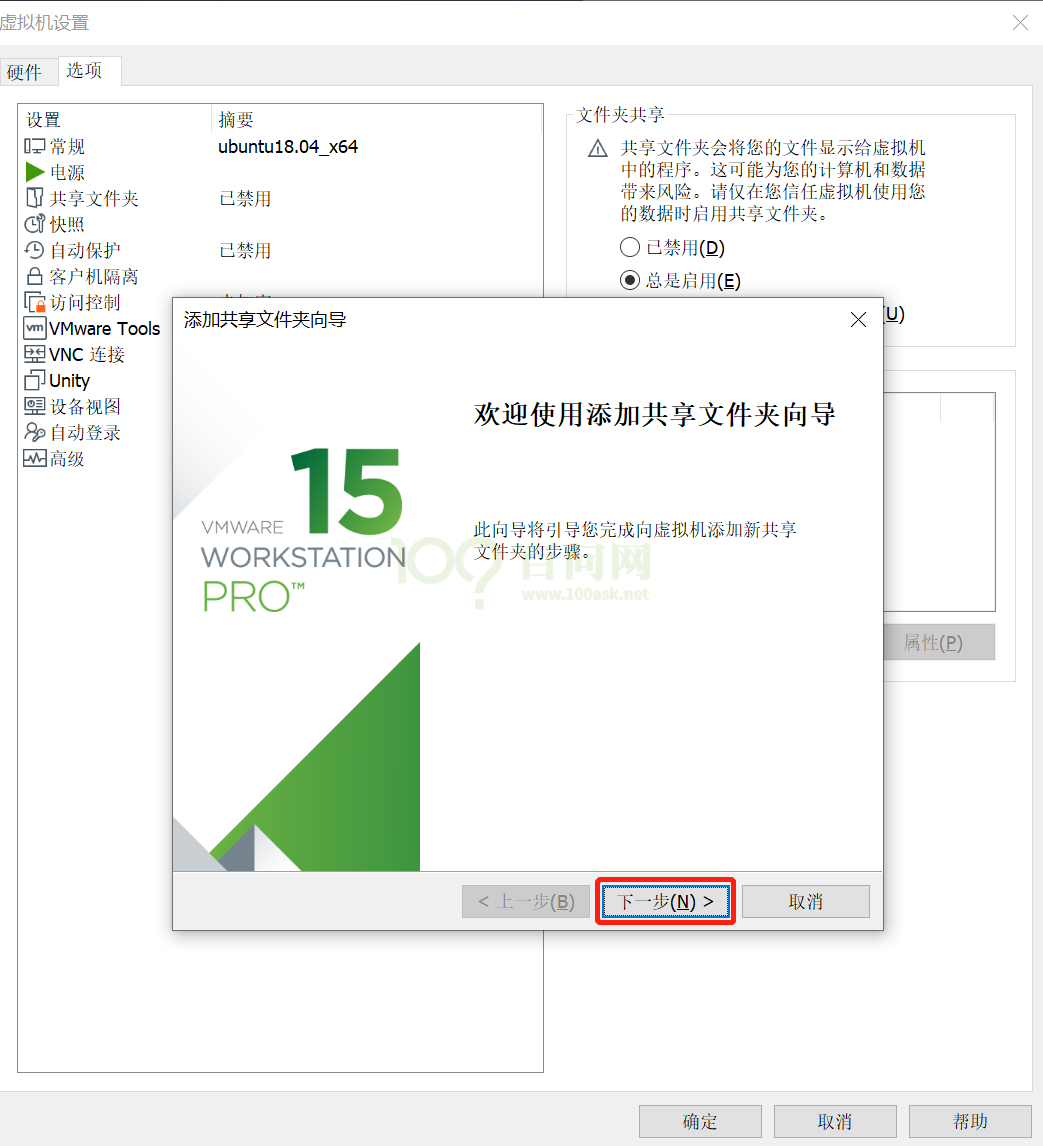 虚拟机设置
硬件 选项
设置 摘要
常规 ubuntu18.04_x64
电源
共享文件夹 已禁用
快照
自动保护 已禁用
客户机隔离
访问控制
VMware Tools
VNC 连接
Unity
设备视图
自动登录
高级
文件夹共享
共享文件夹会将您的文件显示给虚拟机
中的程序。这可能为您的计算机和数据
带来风险。请仅在您信任虚拟机使用您
的数据时启用共享文件夹。
已禁用(D)
总是启用(E)
(U)
属性(P)
添加共享文件夹向导
欢迎使用添加共享文件夹向导
15
VMWARE
WORKSTATION
PRO™
此向导将引导您完成向虚拟机添加新共享
文件夹的步骤。
100? 百问网
www.100ask.net
< 上一步(B) 下一步(N) > 取消
确定 取消 帮助